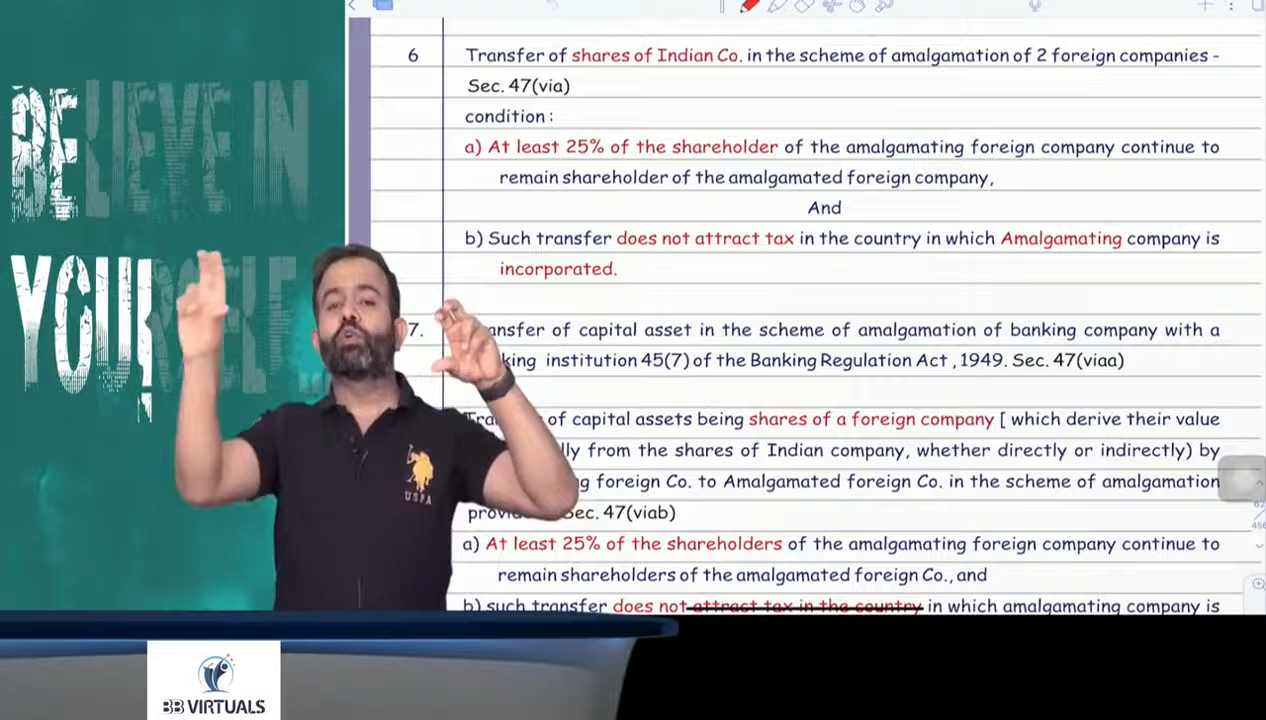 BELIEVE IN
YOURSELF
6 Transfer of shares of Indian Co. in the scheme of amalgamation of 2 foreign companies -
Sec. 47(via)
condition :
a) At least 25% of the shareholder of the amalgamating foreign company continue to
remain shareholder of the amalgamated foreign company,
And
b) Such transfer does not attract tax in the country in which Amalgamating company is
incorporated.
7. ansfer of capital asset in the scheme of amalgamation of banking company with a
king institution 45(7) of the Banking Regulation Act , 1949. Sec. 47(viaa)
of capital assets being shares of a foreign company [ which derive their value
lly from the shares of Indian company, whether directly or indirectly) by
ng foreign Co. to Amalgamated foreign Co. in the scheme of amalgamation
Sec. 47(viab)
a) At least 25% of the shareholders of the amalgamating foreign company continue to
remain shareholders of the amalgamated foreign Co., and
b) such transfer does not attract tax in the country in which amalgamating company is
USPA
BB VIRTUALS